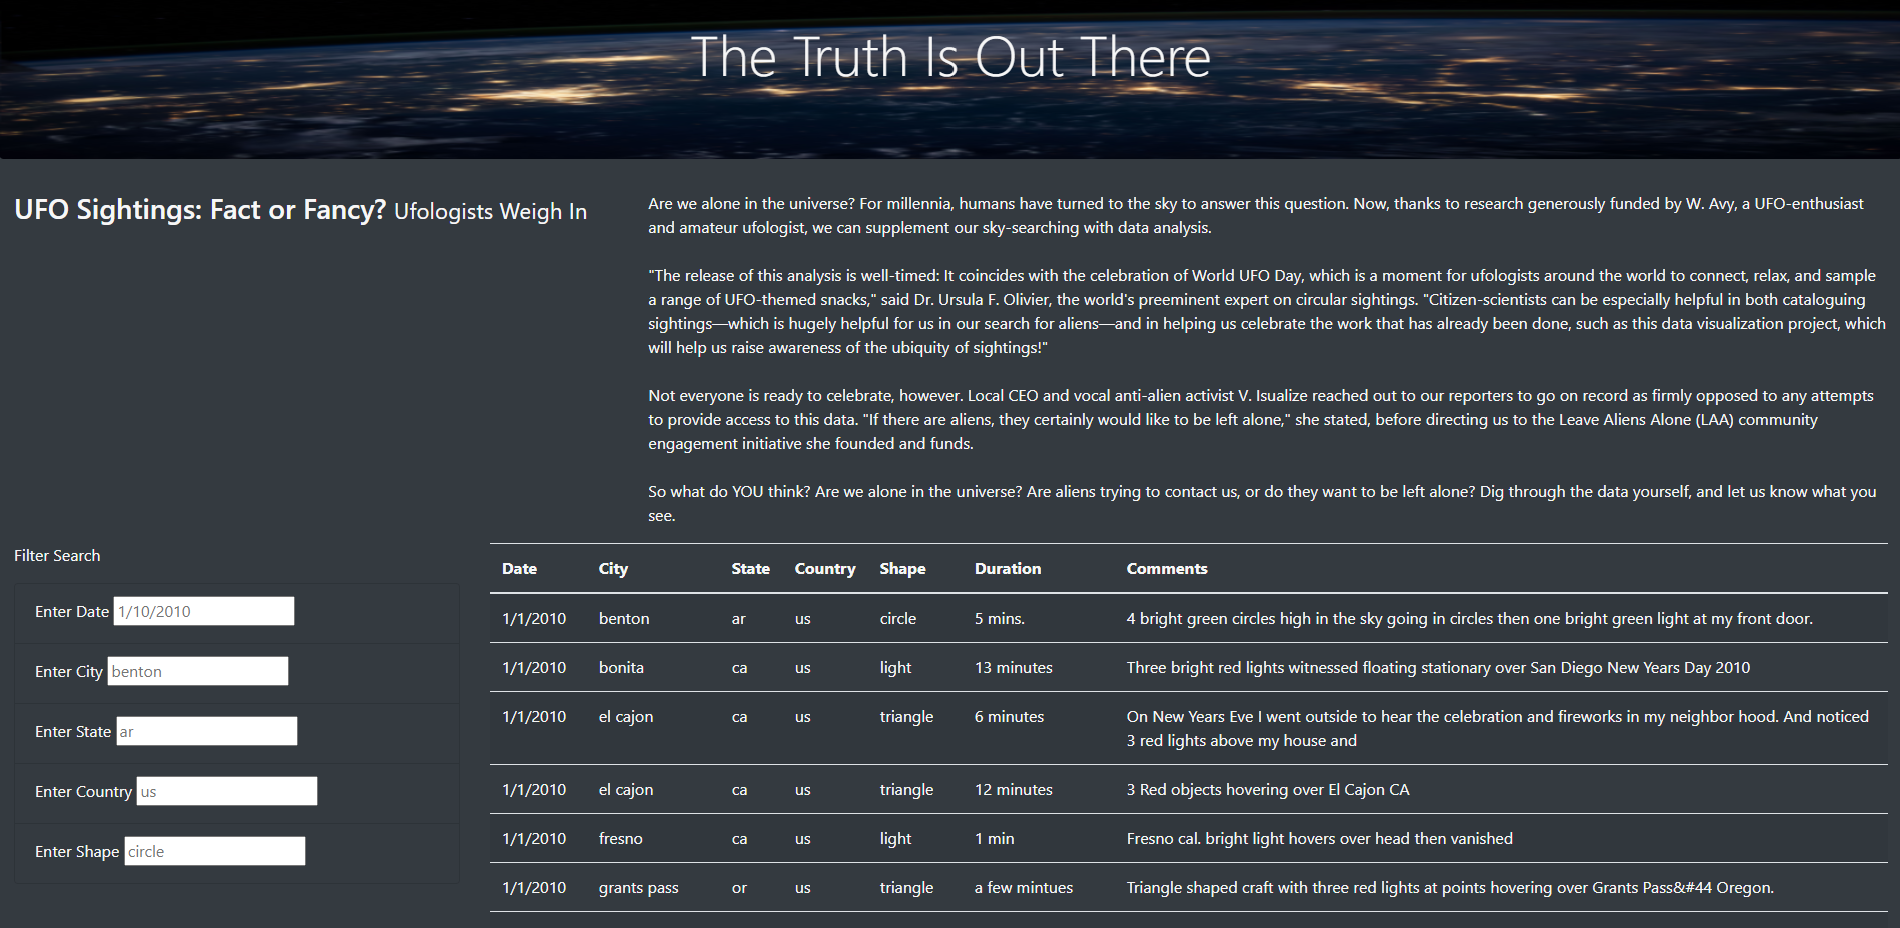 The Truth Is Out There
UFO Sightings: Fact or Fancy? Ufologists Weigh In
Are we alone in the universe? For millennia, humans have turned to the sky to answer this question. Now, thanks to research generously funded by W. Avy, a UFO-enthusiast
and amateur ufologist, we can supplement our sky-searching with data analysis.
"The release of this analysis is well-timed: It coincides with the celebration of World UFO Day, which is a moment for ufologists around the world to connect, relax, and sample
a range of UFO-themed snacks," said Dr. Ursula F. Olivier, the world's preeminent expert on circular sightings. "Citizen-scientists can be especially helpful in both cataloguing
sightings—which is hugely helpful for us in our search for aliens—and in helping us celebrate the work that has already been done, such as this data visualization project, which
will help us raise awareness of the ubiquity of sightings!"
Not everyone is ready to celebrate, however. Local CEO and vocal anti-alien activist V. Isualize reached out to our reporters to go on record as firmly opposed to any attempts
to provide access to this data. "If there are aliens, they certainly would like to be left alone," she stated, before directing us to the Leave Aliens Alone (LAA) community
engagement initiative she founded and funds.
So what do YOU think? Are we alone in the universe? Are aliens trying to contact us, or do they want to be left alone? Dig through the data yourself, and let us know what you
see.
Filter Search
Enter Date 1/10/2010
Enter City benton
Enter State ar
Enter Country us
Enter Shape circle
Date City State Country Shape Duration Comments
1/1/2010 benton ar us circle 5 mins. 4 bright green circles high in the sky going in circles then one bright green light at my front door.
1/1/2010 bonita ca us light 13 minutes Three bright red lights witnessed floating stationary over San Diego New Years Day 2010
1/1/2010 el cajon ca us triangle 6 minutes On New Years Eve I went outside to hear the celebration and fireworks in my neighbor hood. And noticed
3 red lights above my house and
1/1/2010 el cajon ca us triangle 12 minutes 3 Red objects hovering over El Cajon CA
1/1/2010 fresno ca us light 1 min Fresno cal. bright light hovers over head then vanished
1/1/2010 grants pass or us triangle a few mintues Triangle shaped craft with three red lights at points hovering over Grants Pass&#44 Oregon.